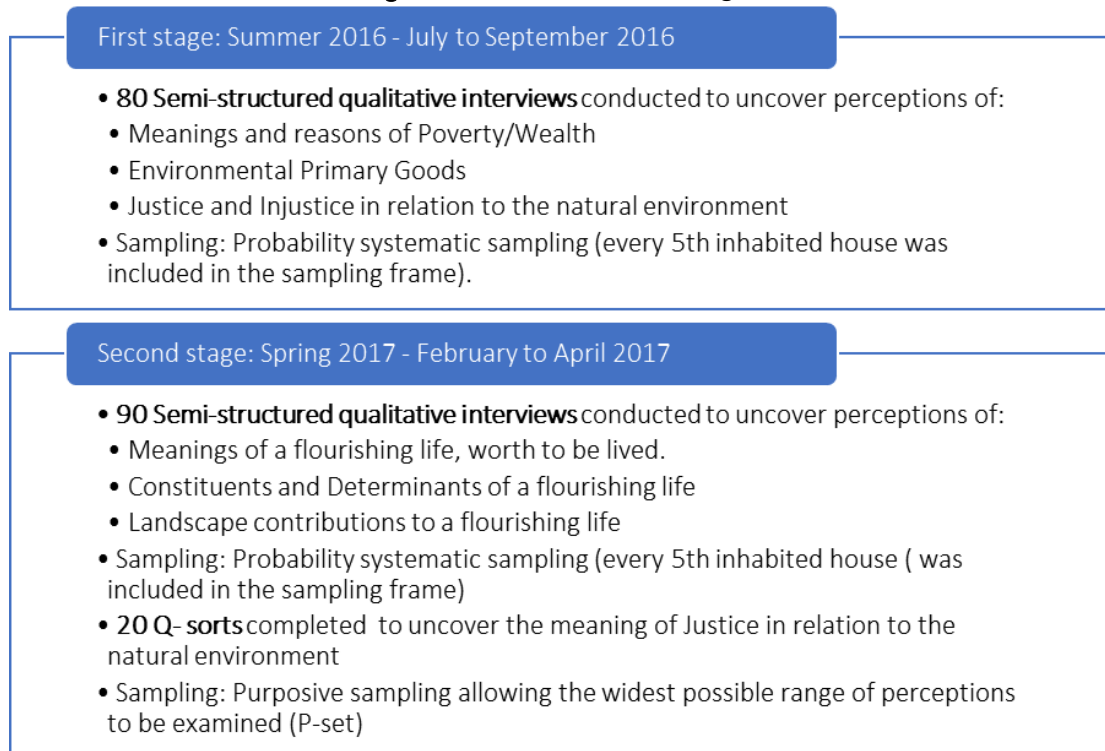 First stage: Summer 2016 - July to September 2016
• 80 Semi-structured qualitative interviews conducted to uncover perceptions of:
• Meanings and reasons of Poverty/Wealth
• Environmental Primary Goods
• Justice and Injustice in relation to the natural environment
• Sampling: Probability systematic sampling (every 5th inhabited house was
included in the sampling frame).
Second stage: Spring 2017 - February to April 2017
• 90 Semi-structured qualitative interviews conducted to uncover perceptions of:
• Meanings of a flourishing life, worth to be lived.
• Constituents and Determinants of a flourishing life
• Landscape contributions to a flourishing life
• Sampling: Probability systematic sampling (every 5th inhabited house ( was
included in the sampling frame)
• 20 Q- sorts completed to uncover the meaning of Justice in relation to the
natural environment
• Sampling: Purposive sampling allowing the widest possible range of perceptions
to be examined (P-set)